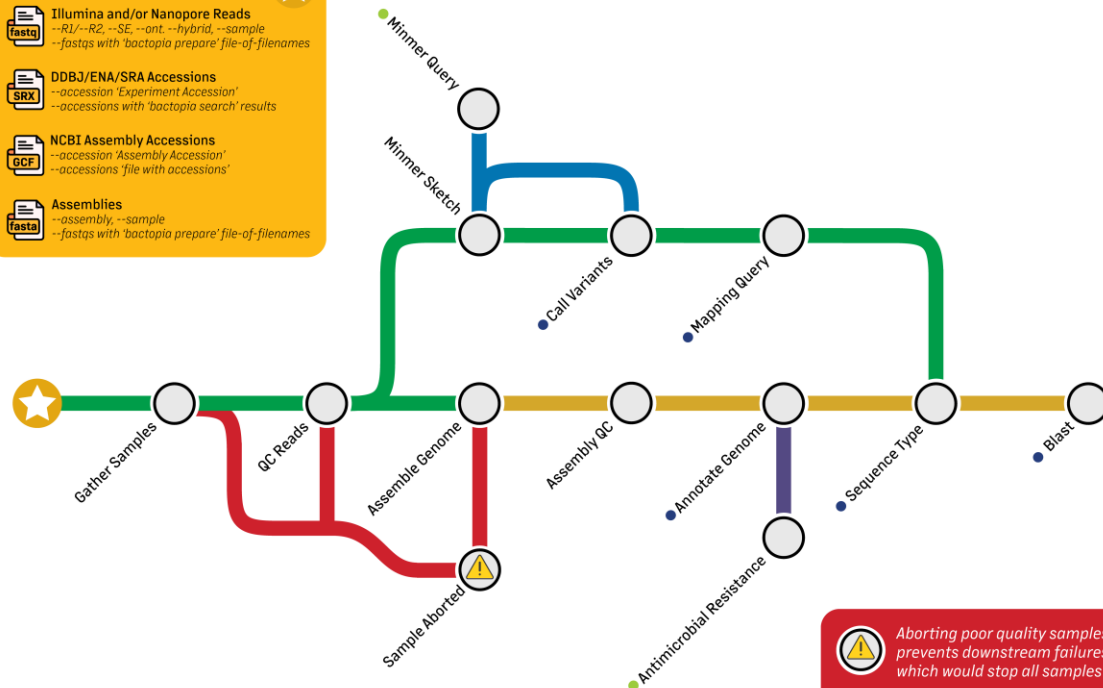 Illumina and/or Nanopore Reads
fastq
--R1/--R2, --SE, --ont. --hybrid, --sample
--fastqs with 'bactopia prepare' file-of-filenames
DDBJ/ENA/SRA Accessions
SRX
--accession 'Experiment Accession'
--accessions with 'bactopia search' results
NCBI Assembly Accessions
GCF
--accession 'Assembly Accession'
--accessions 'file with accessions'
Assemblies
fasta
--assembly, --sample
--fastqs with 'bactopia prepare' file-of-filenames
Minmer Query
Minmer Sketch
Call Variants
Mapping Query
Gather Samples
QC Reads
Assemble Genome
Assembly QC
Annotate Genome
Sequence Type
Blast
Sample Aborted
Antimicrobial Resistance
Aborting poor quality samples
prevents downstream failures
which would stop all samples